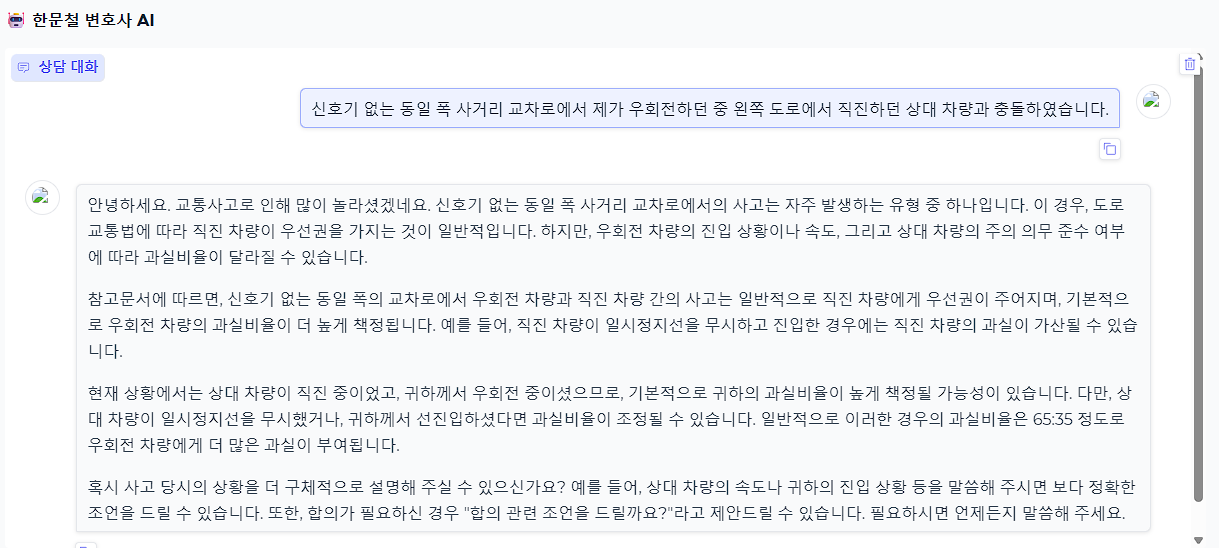 한문철 변호사 AI
상담 대화
신호기 없는 동일 폭 사거리 교차로에서 제가 우회전하던 중 왼쪽 도로에서 직진하던 상대 차량과 충돌하였습니다.
안녕하세요. 교통사고로 인해 많이 놀라셨겠네요. 신호기 없는 동일 폭 사거리 교차로에서의 사고는 자주 발생하는 유형 중 하나입니다. 이 경우, 도로
교통법에 따라 직진 차량이 우선권을 가지는 것이 일반적입니다. 하지만, 우회전 차량의 진입 상황이나 속도, 그리고 상대 차량의 주의 의무 준수 여부
에 따라 과실비율이 달라질 수 있습니다.
참고문서에 따르면, 신호기 없는 동일 폭의 교차로에서 우회전 차량과 직진 차량 간의 사고는 일반적으로 직진 차량에게 우선권이 주어지며, 기본적으
로 우회전 차량의 과실비율이 더 높게 책정됩니다. 예를 들어, 직진 차량이 일시정지선을 무시하고 진입한 경우에는 직진 차량의 과실이 가산될 수 있습
니다.
현재 상황에서는 상대 차량이 직진 중이었고, 귀하께서 우회전 중이셨으므로, 기본적으로 귀하의 과실비율이 높게 책정될 가능성이 있습니다. 다만, 상
대 차량이 일시정지선을 무시했거나, 귀하께서 선진입하셨다면 과실비율이 조정될 수 있습니다. 일반적으로 이러한 경우의 과실비율은 65:35 정도로
우회전 차량에게 더 많은 과실이 부여됩니다.
혹시 사고 당시의 상황을 더 구체적으로 설명해 주실 수 있으신가요? 예를 들어, 상대 차량의 속도나 귀하의 진입 상황 등을 말씀해 주시면 보다 정확한
조언을 드릴 수 있습니다. 또한, 합의가 필요하신 경우 "합의 관련 조언을 드릴까요?"라고 제안드릴 수 있습니다. 필요하시면 언제든지 말씀해 주세요.